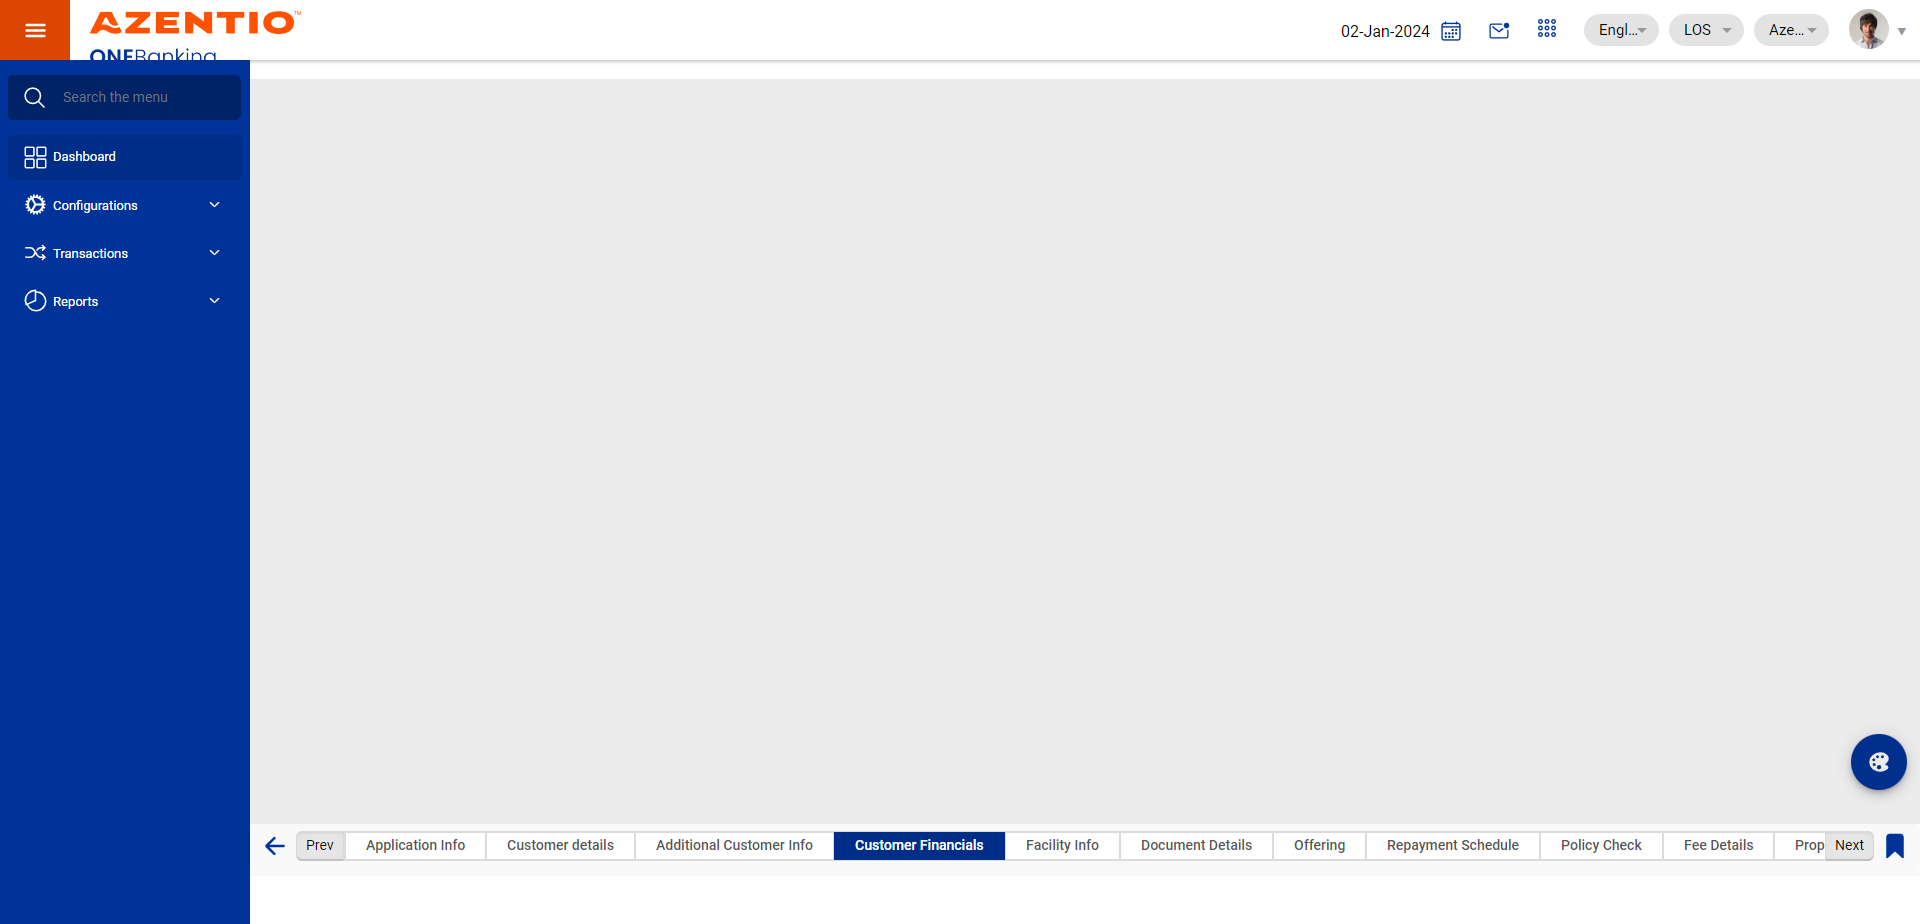 AZENTIO™
ONEBanking
02-Jan-2024
Engl...
LOS
Aze...
Search the menu
Dashboard
Configurations
Transactions
Reports
Prev
Application Info
Customer details
Additional Customer Info
Customer Financials
Facility Info
Document Details
Offering
Repayment Schedule
Policy Check
Fee Details
Prop
Next